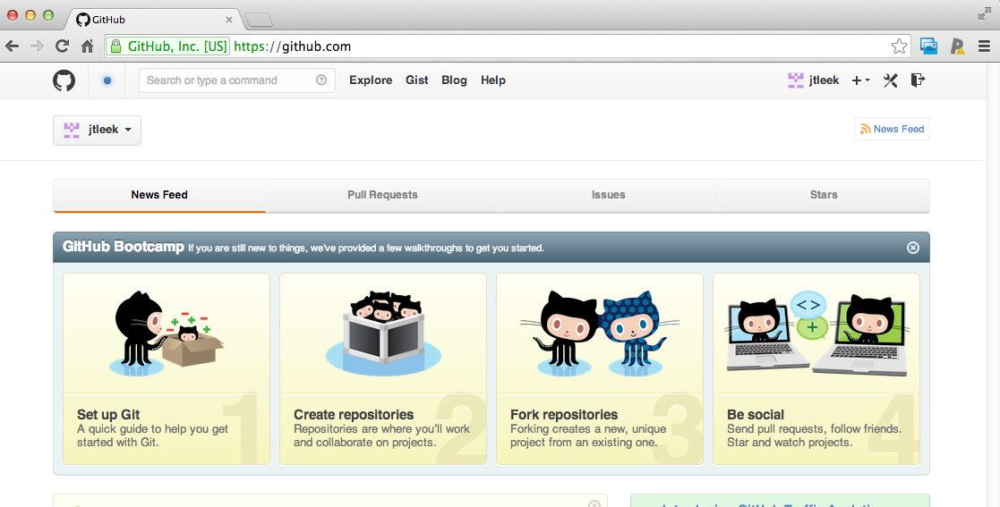 GitHub
GitHub, Inc. [US] https://github.com
Search or type a command
Explore Gist Blog Help
jtleek
jtleek
News Feed
News Feed Pull Requests Issues Stars
GitHub Bootcamp If you are still new to things, we've provided a few walkthroughs to get you started.
Set up Git
A quick guide to help you get
started with Git.
1
Create repositories
Repositories are where you'll work
and collaborate on projects.
2
Fork repositories
Forking creates a new, unique
project from an existing one.
3
Be social
Send pull requests, follow friends.
Star and watch projects.
4
Introducing GitHub Traffic Analytics